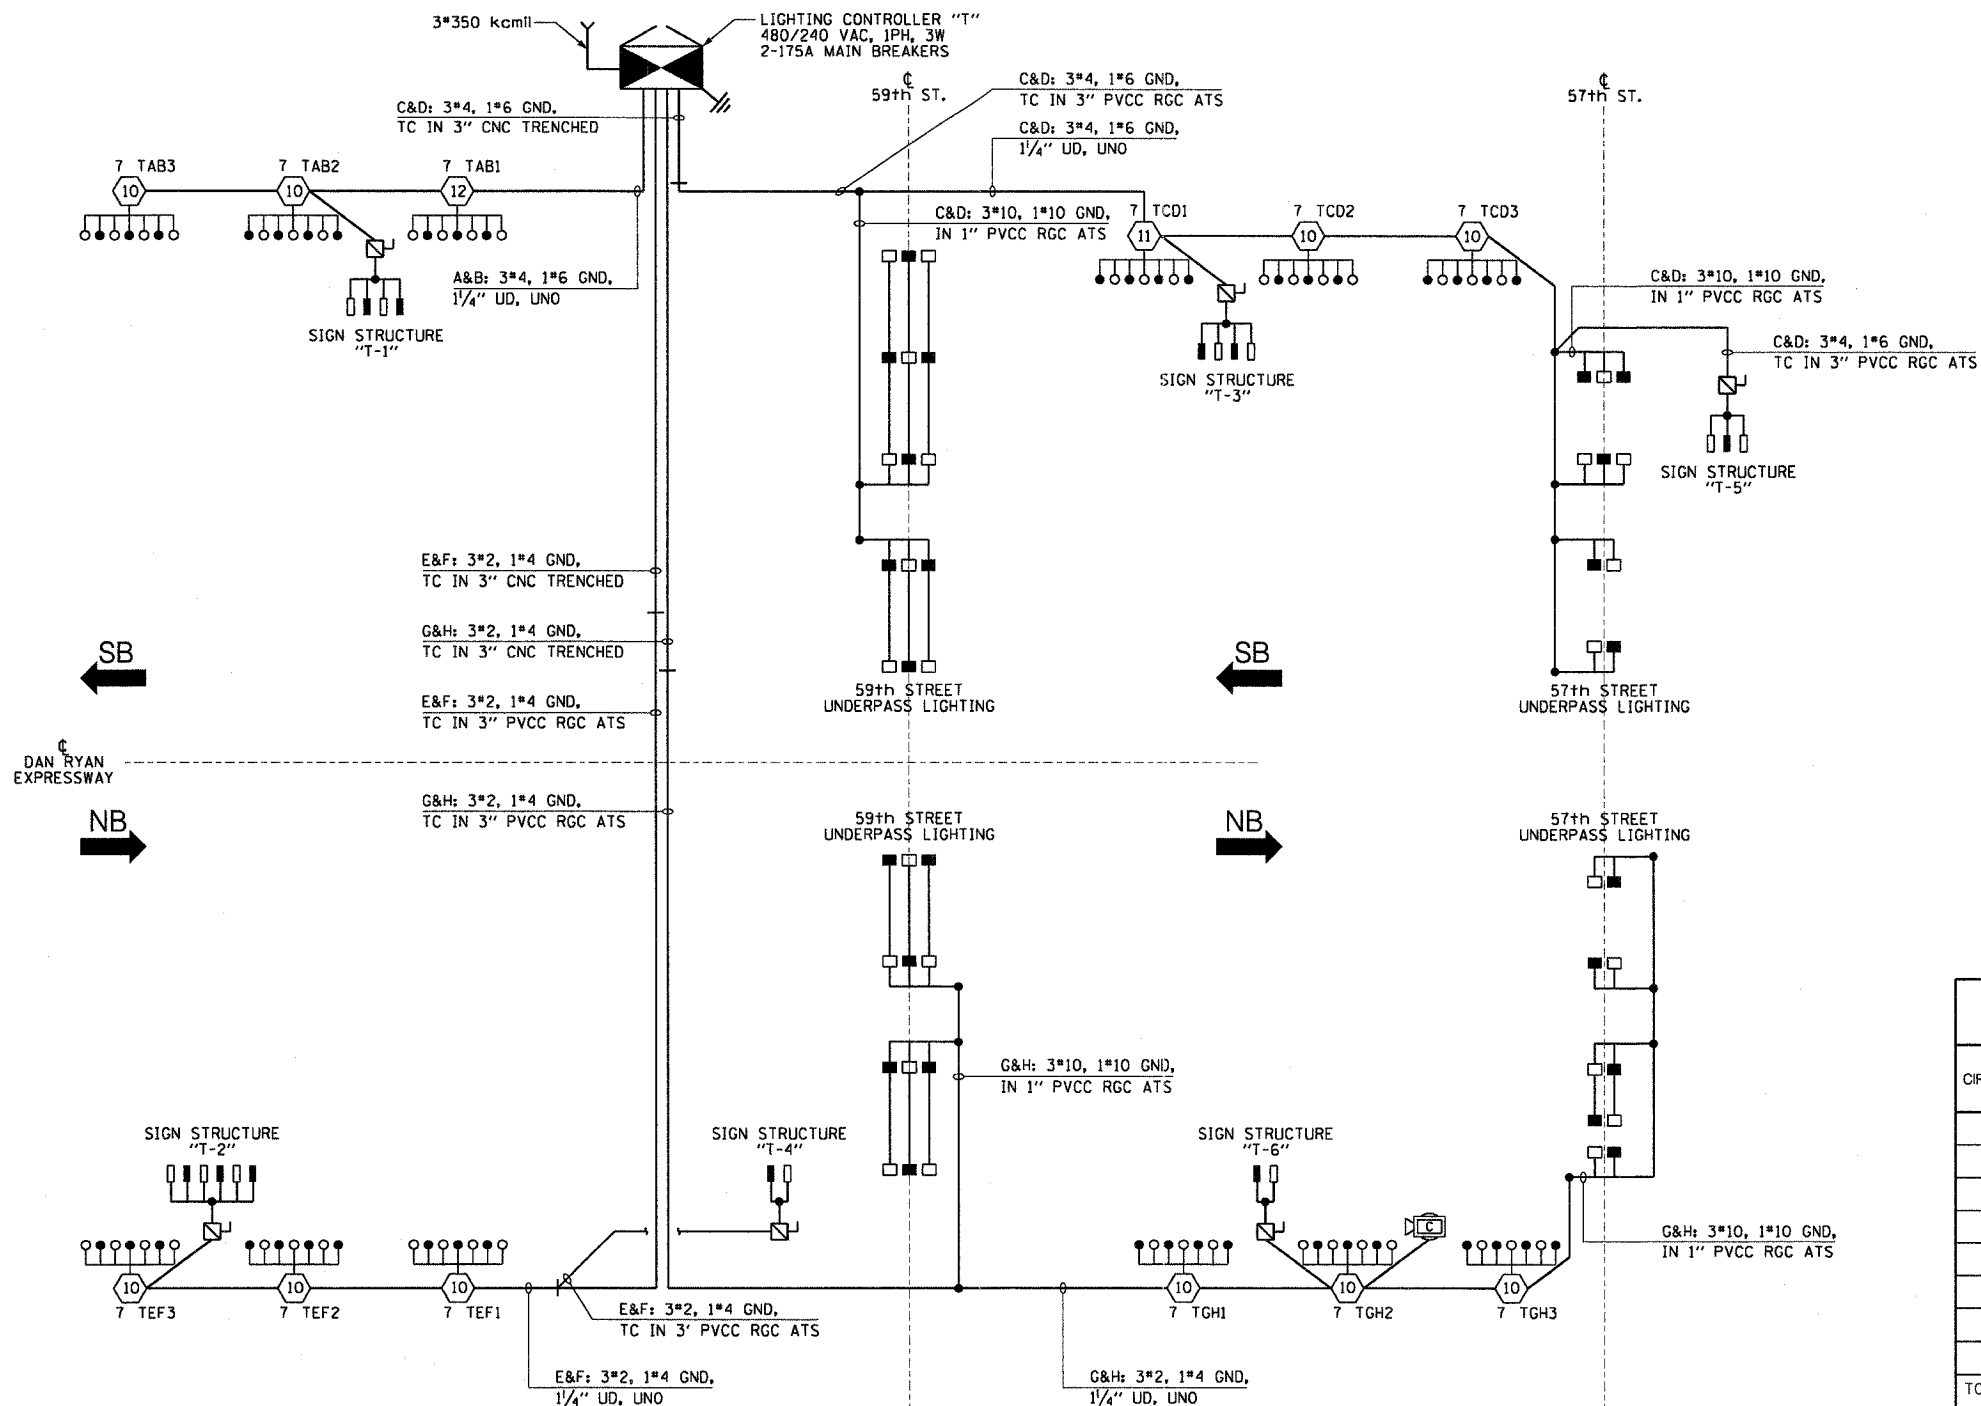 3#350 kcmil
LIGHTING CONTROLLER "T"
480/240 VAC, 1PH, 3W
2-175A MAIN BREAKERS
℄
59th ST.
C&D: 3#4, 1#6 GND,
TC IN 3" PVCC RGC ATS
℄
57th ST.
C&D: 3#4, 1#6 GND,
TC IN 3" CNC TRENCHED
C&D: 3#4, 1#6 GND,
1 1/4" UD, UNO
7 TAB3
10
7 TAB2
10
7 TAB1
12
C&D: 3#10, 1#10 GND,
IN 1" PVCC RGC ATS
7 TCD1
11
7 TCD2
10
7 TCD3
10
A&B: 3#4, 1#6 GND,
1 1/4" UD, UNO
C&D: 3#10, 1#10 GND,
IN 1" PVCC RGC ATS
SIGN STRUCTURE
"T-1"
C&D: 3#4, 1#6 GND,
TC IN 3" PVCC RGC ATS
SIGN STRUCTURE
"T-3"
SIGN STRUCTURE
"T-5"
E&F: 3#2, 1#4 GND,
TC IN 3" CNC TRENCHED
G&H: 3#2, 1#4 GND,
TC IN 3" CNC TRENCHED
SB
SB
59th STREET
UNDERPASS LIGHTING
57th STREET
UNDERPASS LIGHTING
E&F: 3#2, 1#4 GND,
TC IN 3" PVCC RGC ATS
℄
DAN RYAN
EXPRESSWAY
G&H: 3#2, 1#4 GND,
TC IN 3" PVCC RGC ATS
NB
NB
59th STREET
UNDERPASS LIGHTING
57th STREET
UNDERPASS LIGHTING
G&H: 3#10, 1#10 GND,
IN 1" PVCC RGC ATS
SIGN STRUCTURE
"T-2"
SIGN STRUCTURE
"T-4"
SIGN STRUCTURE
"T-6"
C
G&H: 3#10, 1#10 GND,
IN 1" PVCC RGC ATS
10
7 TEF3
10
7 TEF2
10
7 TEF1
10
7 TGH1
10
7 TGH2
10
7 TGH3
E&F: 3#2, 1#4 GND,
TC IN 3' PVCC RGC ATS
E&F: 3#2, 1#4 GND,
1 1/4" UD, UNO
G&H: 3#2, 1#4 GND,
1 1/4" UD, UNO